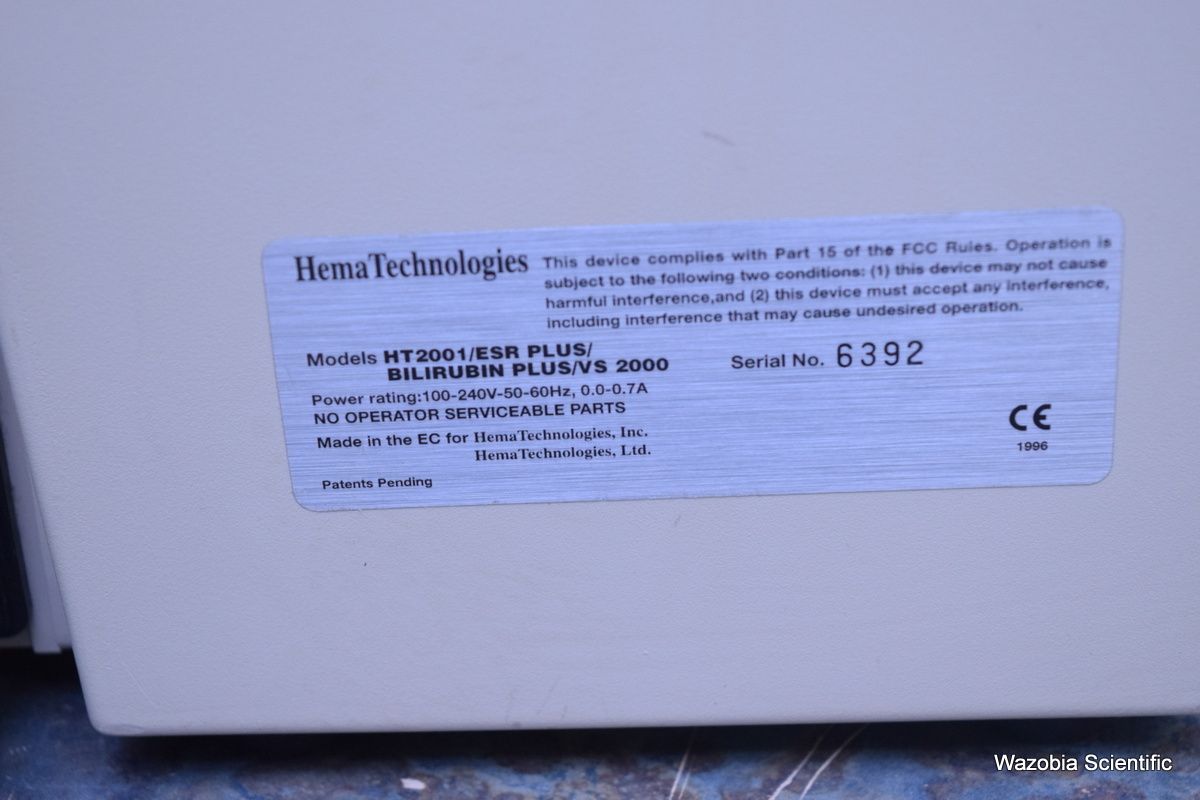 HemaTechnologies
This device complies with Part 15 of the FCC Rules. Operation is
subject to the following two conditions: (1) this device may not cause
harmful interference,and (2) this device must accept any interference,
including interference that may cause undesired operation.
Models HT2001/ESR PLUS/
BILIRUBIN PLUS/VS 2000
Serial No. 6392
Power rating:100-240V-50-60Hz, 0.0-0.7A
NO OPERATOR SERVICEABLE PARTS
Made in the EC for HemaTechnologies, Inc.
HemaTechnologies, Ltd.
CE
1996
Patents Pending
Wazobia Scientific